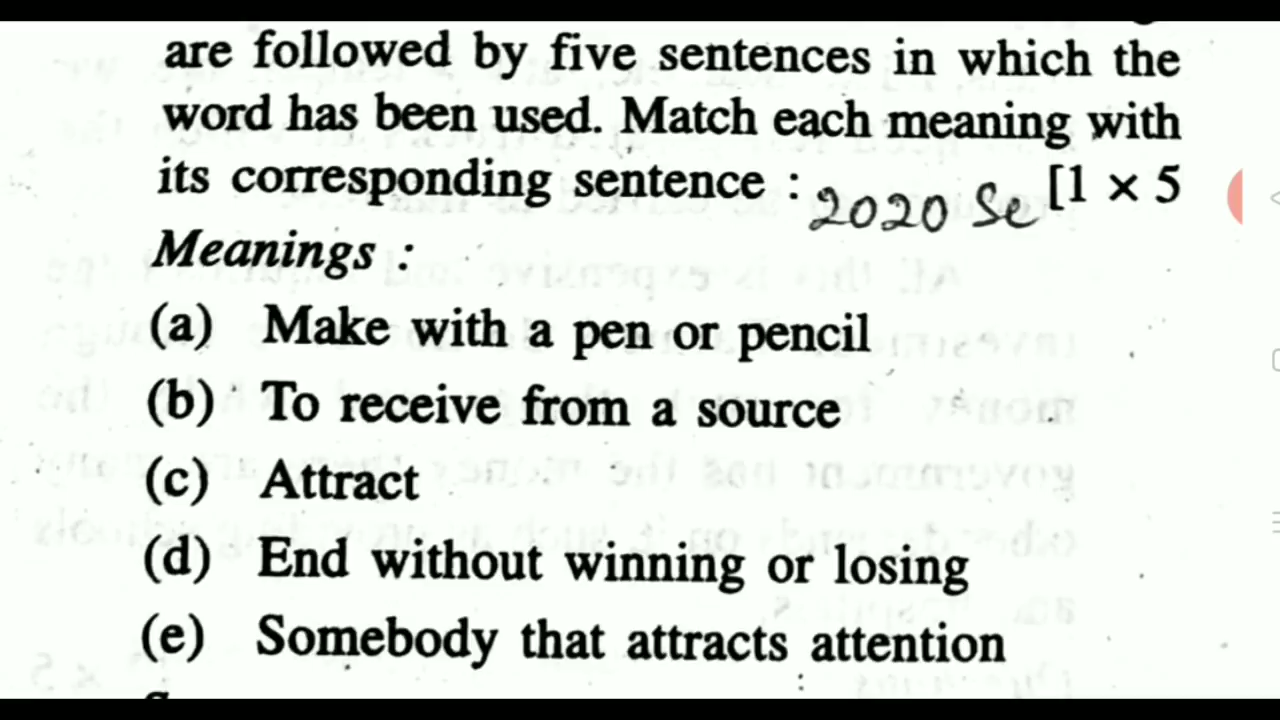 are followed by five sentences in which the
word has been used. Match each meaning with
its corresponding sentence : 2020 Se [1 × 5
Meanings :
(a) Make with a pen or pencil
(b) To receive from a source
(c) Attract
(d) End without winning or losing
(e) Somebody that attracts attention